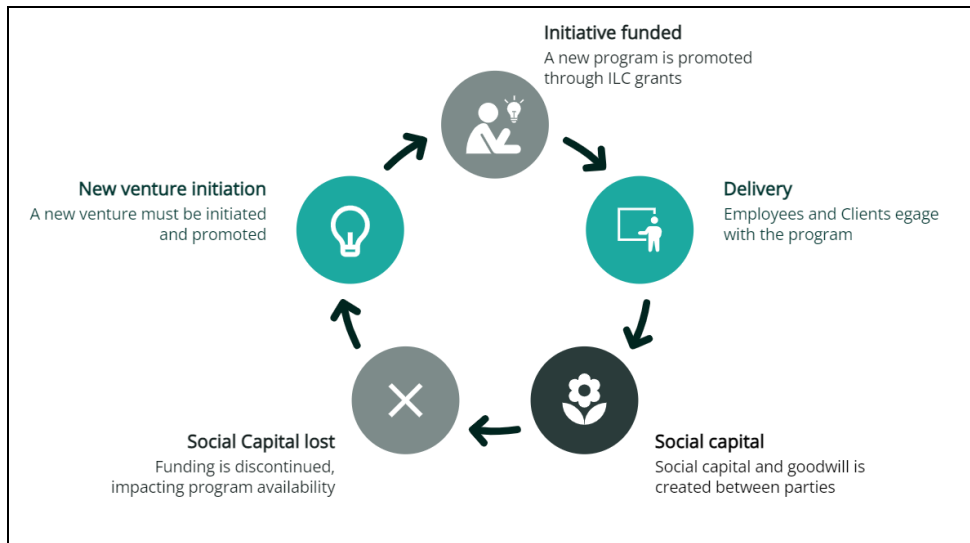 Initiative funded
A new program is promoted
through ILC grants
Delivery
Employees and Clients egage
with the program
Social capital
Social capital and goodwill is
created between parties
Social Capital lost
Funding is discontinued,
impacting program availability
New venture initiation
A new venture must be initiated
and promoted